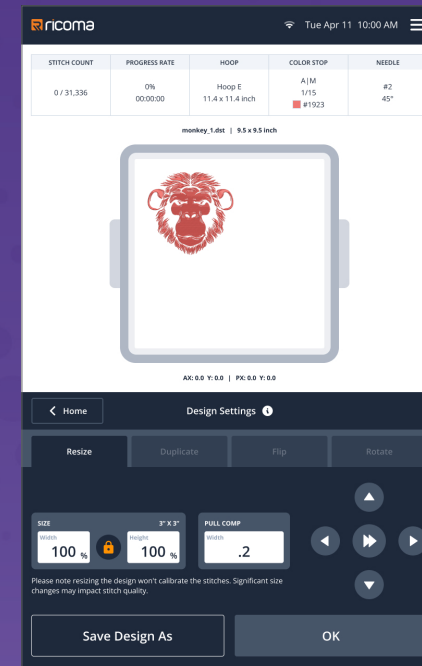 ricoma
Tue Apr 11 10:00 AM
STITCH COUNT PROGRESS RATE HOOP COLOR STOP NEEDLE
0 / 31,336 0% 00:00:00 Hoop E 11.4 x 11.4 inch A|M 1/15 #1923 #2 45°
monkey_1.dst | 9.5 x 9.5 inch
AX: 0.0 Y: 0.0 | PX: 0.0 Y: 0.0
Home Design Settings
Resize Duplicate Flip Rotate
SIZE 3" X 3" PULL COMP
Width Height Width
100 % 100 % .2
Please note resizing the design won't calibrate the stitches. Significant size
changes may impact stitch quality.
Save Design As OK